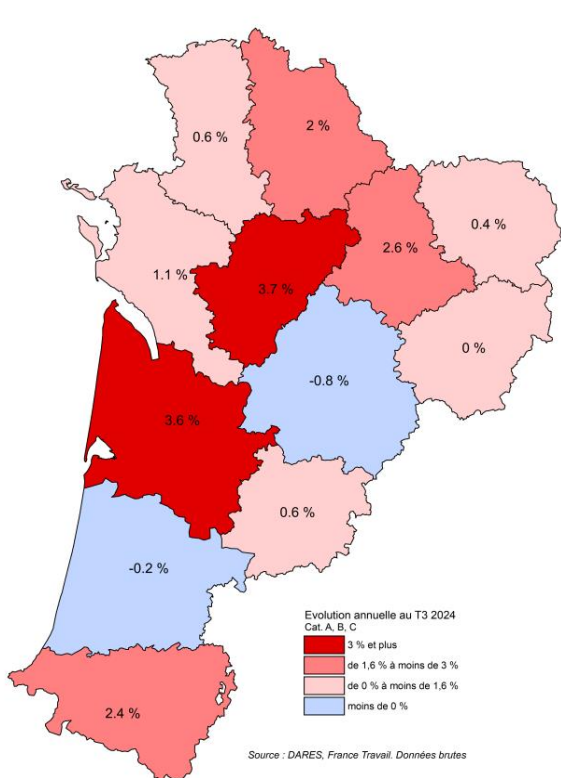 0.6 %
2 %
0.4 %
2.6 %
1.1 %
3.7 %
0 %
-0.8 %
3.6 %
0.6 %
-0.2 %
2.4 %
Evolution annuelle au T3 2024
Cat. A, B, C
3 % et plus
de 1,6 % à moins de 3 %
de 0 % à moins de 1,6 %
moins de 0 %
Source : DARES, France Travail. Données brutes